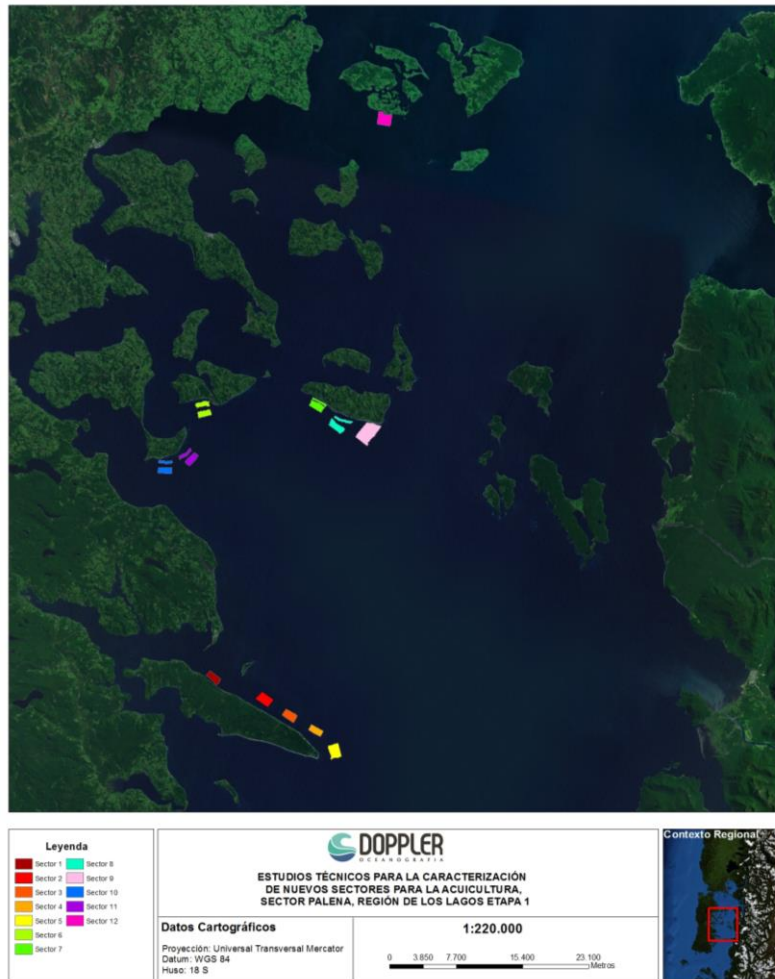 Leyenda
Sector 1
Sector 2
Sector 3
Sector 4
Sector 5
Sector 6
Sector 7
Sector 8
Sector 9
Sector 10
Sector 11
Sector 12
DOPPLER
OCEANOGRAFIA
ESTUDIOS TÉCNICOS PARA LA CARACTERIZACIÓN
DE NUEVOS SECTORES PARA LA ACUICULTURA,
SECTOR PALENA, REGIÓN DE LOS LAGOS ETAPA 1
Datos Cartográficos
Proyección: Universal Transversal Mercator
Datum: WGS 84
Huso: 18 S
1:220.000
0 3.850 7.700 15.400 23.100
Metros
Contexto Regional